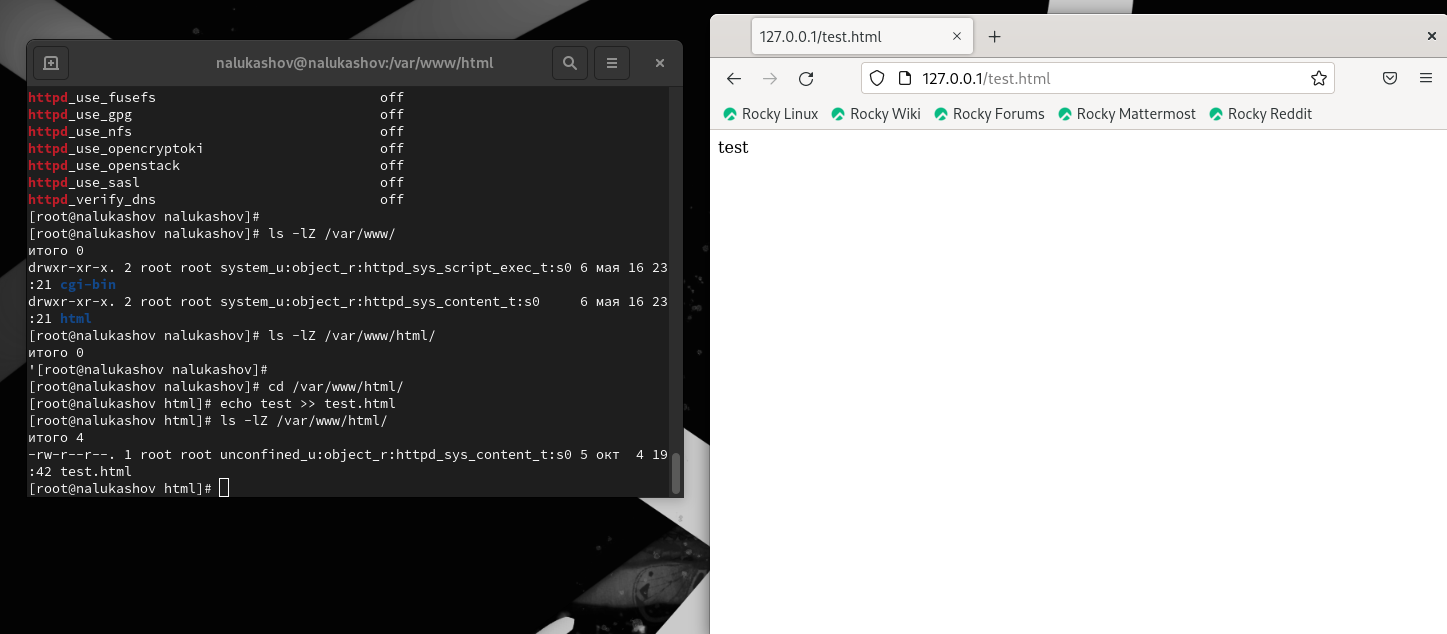 nalukashov@nalukashov:/var/www/html
httpd_use_fusefs off
httpd_use_gpg off
httpd_use_nfs off
httpd_use_opencryptoki off
httpd_use_openstack off
httpd_use_sasl off
httpd_verify_dns off
[root@nalukashov nalukashov]#
[root@nalukashov nalukashov]# ls -lZ /var/www/
итого 0
drwxr-xr-x. 2 root root system_u:object_r:httpd_sys_script_exec_t:s0 6 мая 16 23
:21 cgi-bin
drwxr-xr-x. 2 root root system_u:object_r:httpd_sys_content_t:s0     6 мая 16 23
:21 html
[root@nalukashov nalukashov]# ls -lZ /var/www/html/
итого 0
'[root@nalukashov nalukashov]#
[root@nalukashov nalukashov]# cd /var/www/html/
[root@nalukashov html]# echo test >> test.html
[root@nalukashov html]# ls -lZ /var/www/html/
итого 4
-rw-r--r--. 1 root root unconfined_u:object_r:httpd_sys_content_t:s0 5 окт  4 19
:42 test.html
[root@nalukashov html]#
127.0.0.1/test.html
127.0.0.1/test.html
Rocky Linux Rocky Wiki Rocky Forums Rocky Mattermost Rocky Reddit
test